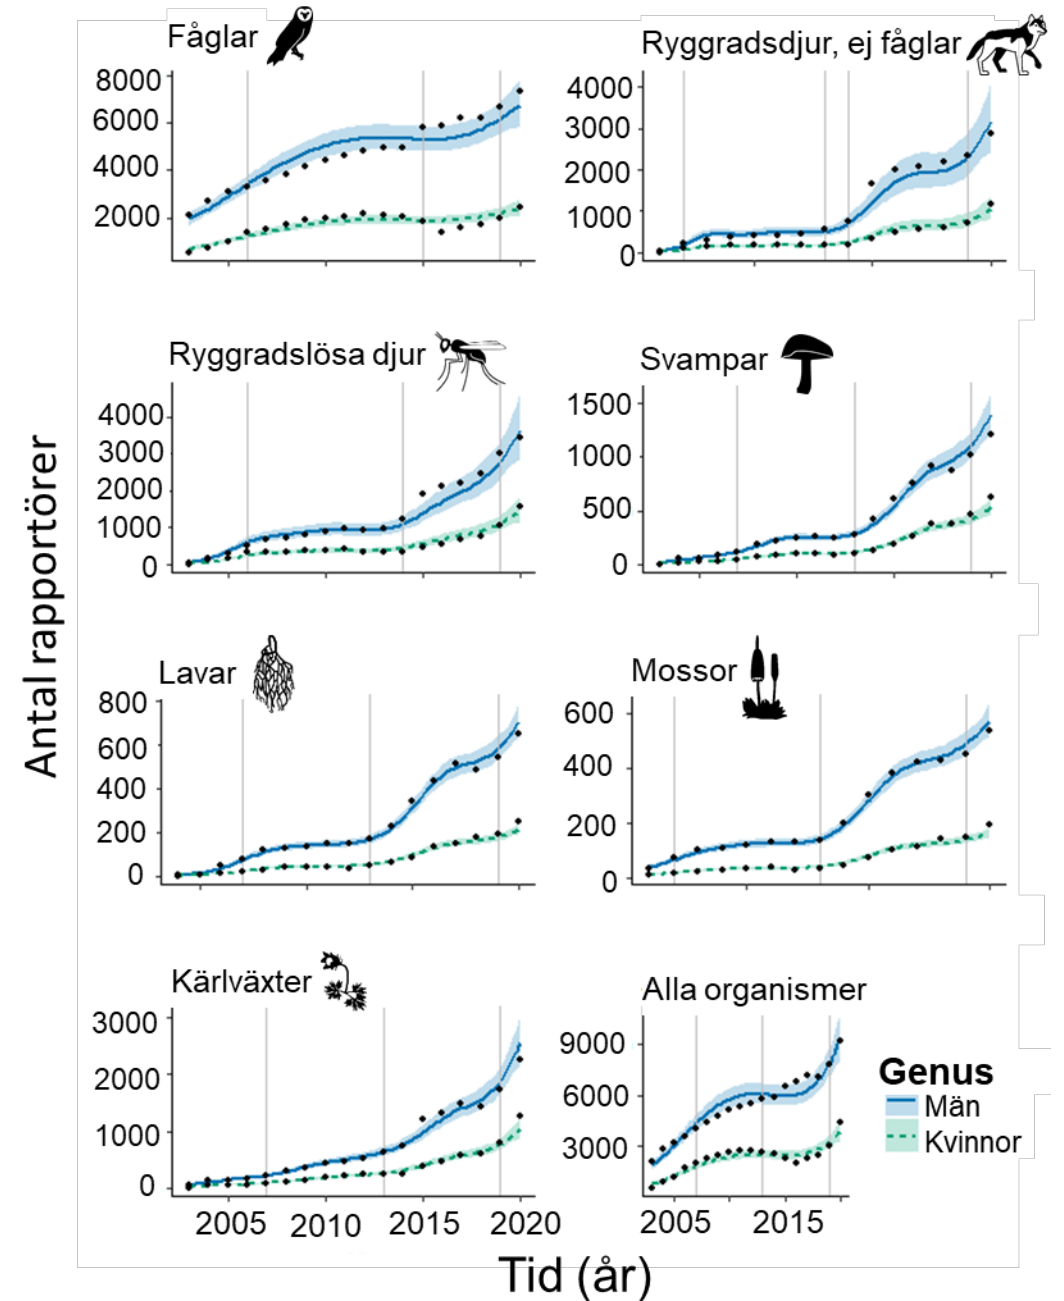 Fåglar
8000
6000
4000
2000
Ryggradsdjur, ej fåglar
4000
3000
2000
1000
0
Ryggradslösa djur
4000
3000
2000
1000
0
Svampar
1500
1000
500
0
Antal rapportörer
Lavar
800
600
400
200
0
Mossor
600
400
200
0
Kärlväxter
3000
2000
1000
0
2005 2010 2015 2020
Alla organismer
9000
6000
3000
2005 2015
Genus
Män
Kvinnor
Tid (år)